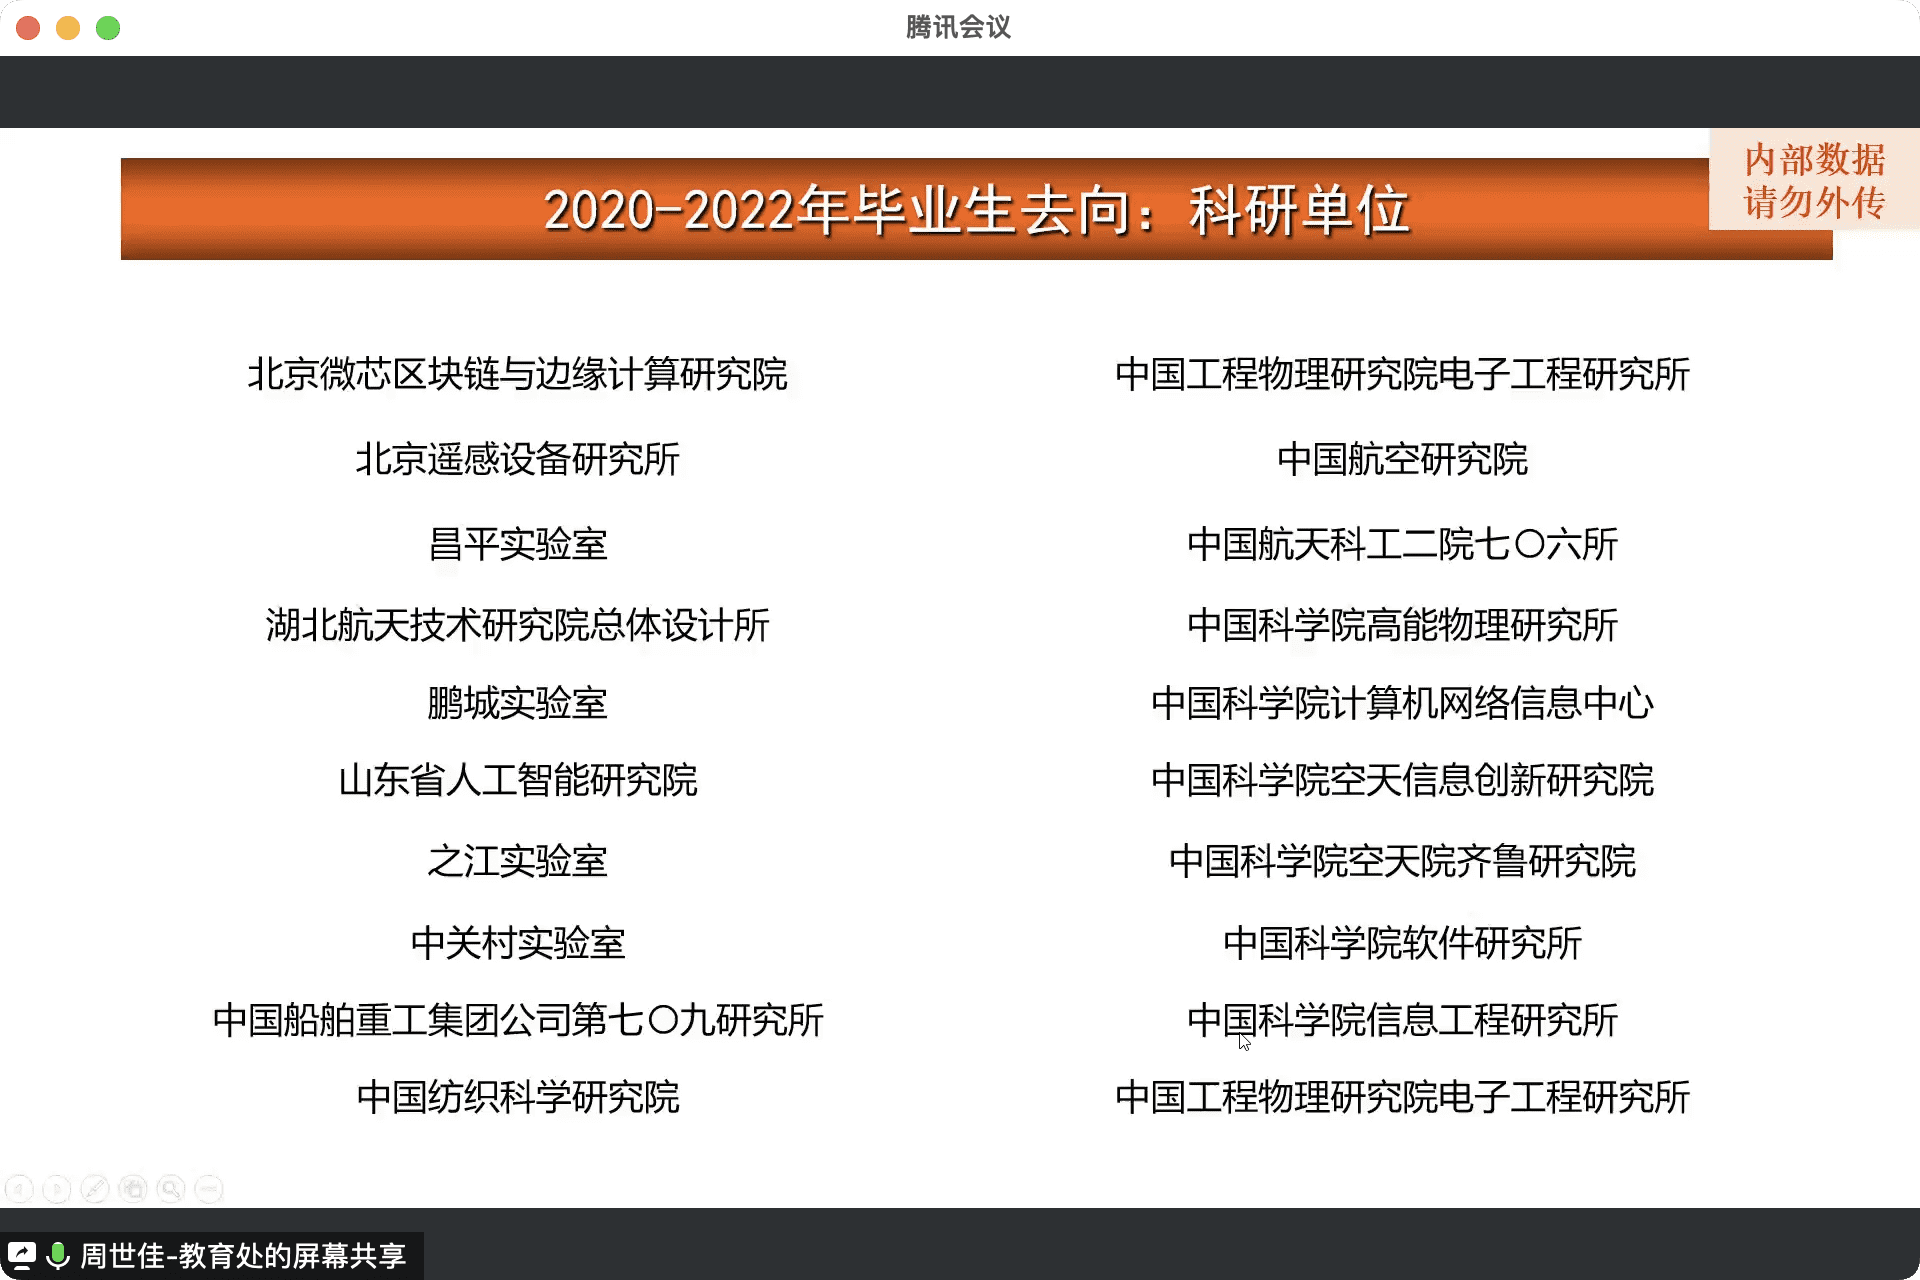 腾讯会议
内部数据
请勿外传
2020-2022年毕业生去向：科研单位
北京微芯区块链与边缘计算研究院
北京遥感设备研究所
昌平实验室
湖北航天技术研究院总体设计所
鹏城实验室
山东省人工智能研究院
之江实验室
中关村实验室
中国船舶重工集团公司第七〇九研究所
中国纺织科学研究院
中国工程物理研究院电子工程研究所
中国航空研究院
中国航天科工二院七〇六所
中国科学院高能物理研究所
中国科学院计算机网络信息中心
中国科学院空天信息创新研究院
中国科学院空天院齐鲁研究院
中国科学院软件研究所
中国科学院信息工程研究所
中国工程物理研究院电子工程研究所
周世佳-教育处的屏幕共享